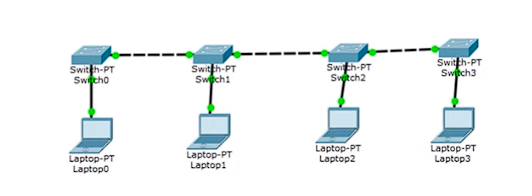 Switch-PT
Switch0
Switch-PT
Switch1
Switch-PT
Switch2
Switch-PT
Switch3
Laptop-PT
Laptop0
Laptop-PT
Laptop1
Laptop-PT
Laptop2
Laptop-PT
Laptop3